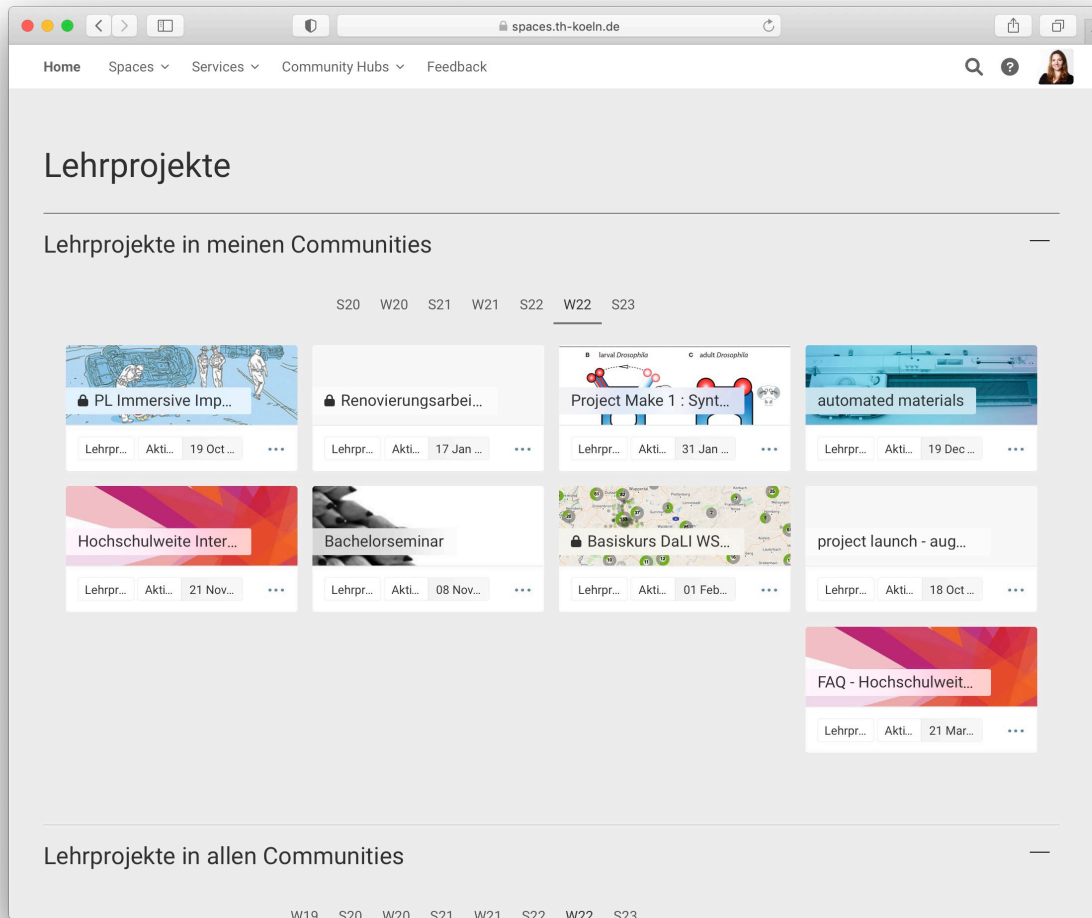 spaces.th-koeln.de
Home Spaces Services Community Hubs Feedback
Lehrprojekte
Lehrprojekte in meinen Communities
S20 W20 S21 W21 S22 W22 S23
PL Immersive Imp...
Lehrpr... Akti... 19 Oct ...
Renovierungsarbei...
Lehrpr... Akti... 17 Jan ...
B larval Drosophila C adult Drosophila
Project Make 1 : Synt...
Lehrpr... Akti... 31 Jan ...
automated materials
Lehrpr... Akti... 19 Dec ...
Hochschulweite Inter...
Lehrpr... Akti... 21 Nov...
Bachelorseminar
Lehrpr... Akti... 08 Nov...
Basiskurs DaLI WS...
Lehrpr... Akti... 01 Feb...
project launch - aug...
Lehrpr... Akti... 18 Oct ...
FAQ - Hochschulweit...
Lehrpr... Akti... 21 Mar...
Lehrprojekte in allen Communities
W19 S20 W20 S21 W21 S22 W22 S23